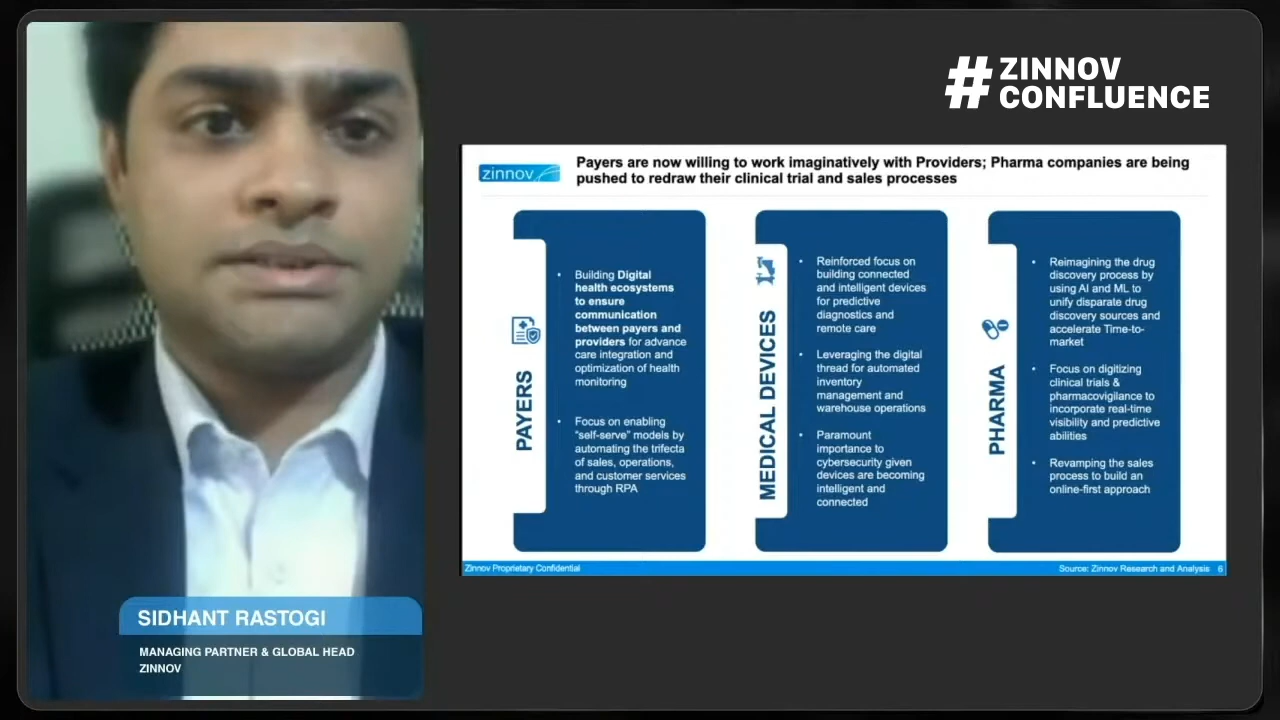 # ZINNOV
CONFLUENCE
zinnov
Payers are now willing to work imaginatively with Providers; Pharma companies are being
pushed to redraw their clinical trial and sales processes
PAYERS
• Building Digital
health ecosystems
to ensure
communication
between payers and
providers for advance
care integration and
optimization of health
monitoring
• Focus on enabling
“self-serve” models by
automating the trifecta
of sales, operations,
and customer services
through RPA
MEDICAL DEVICES
• Reinforced focus on
building connected
and intelligent devices
for predictive
diagnostics and
remote care
• Leveraging the digital
thread for automated
inventory
management and
warehouse operations
• Paramount
importance to
cybersecurity given
devices are becoming
intelligent and
connected
PHARMA
• Reimagining the drug
discovery process by
using AI and ML to
unify disparate drug
discovery sources and
accelerate Time-to-
market
• Focus on digitizing
clinical trials &
pharmacovigilance to
incorporate real-time
visibility and predictive
abilities
• Revamping the sales
process to build an
online-first approach
Zinnov Proprietary Confidential
Source: Zinnov Research and Analysis 6
SIDHANT RASTOGI
MANAGING PARTNER & GLOBAL HEAD
ZINNOV